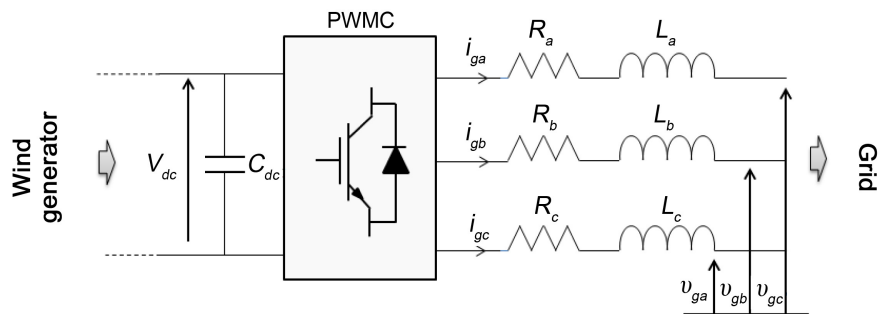 PWMC
R_a
L_a
i_ga
R_b
L_b
i_gb
Wind
generator
V_dc
C_dc
Grid
R_c
L_c
i_gc
υ_ga
υ_gb
υ_gc